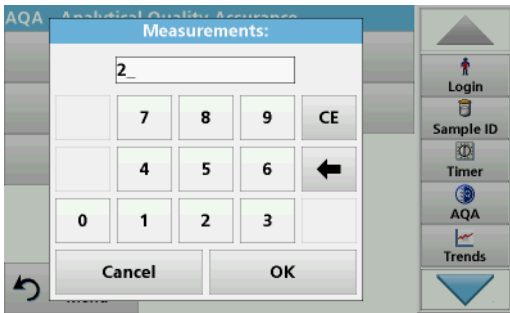 AQA Analytical Quality Assurance
Measurements:
2_
7 8 9 CE
4 5 6
0 1 2 3
Cancel OK
Menu
Login
Sample ID
Timer
AQA
Trends